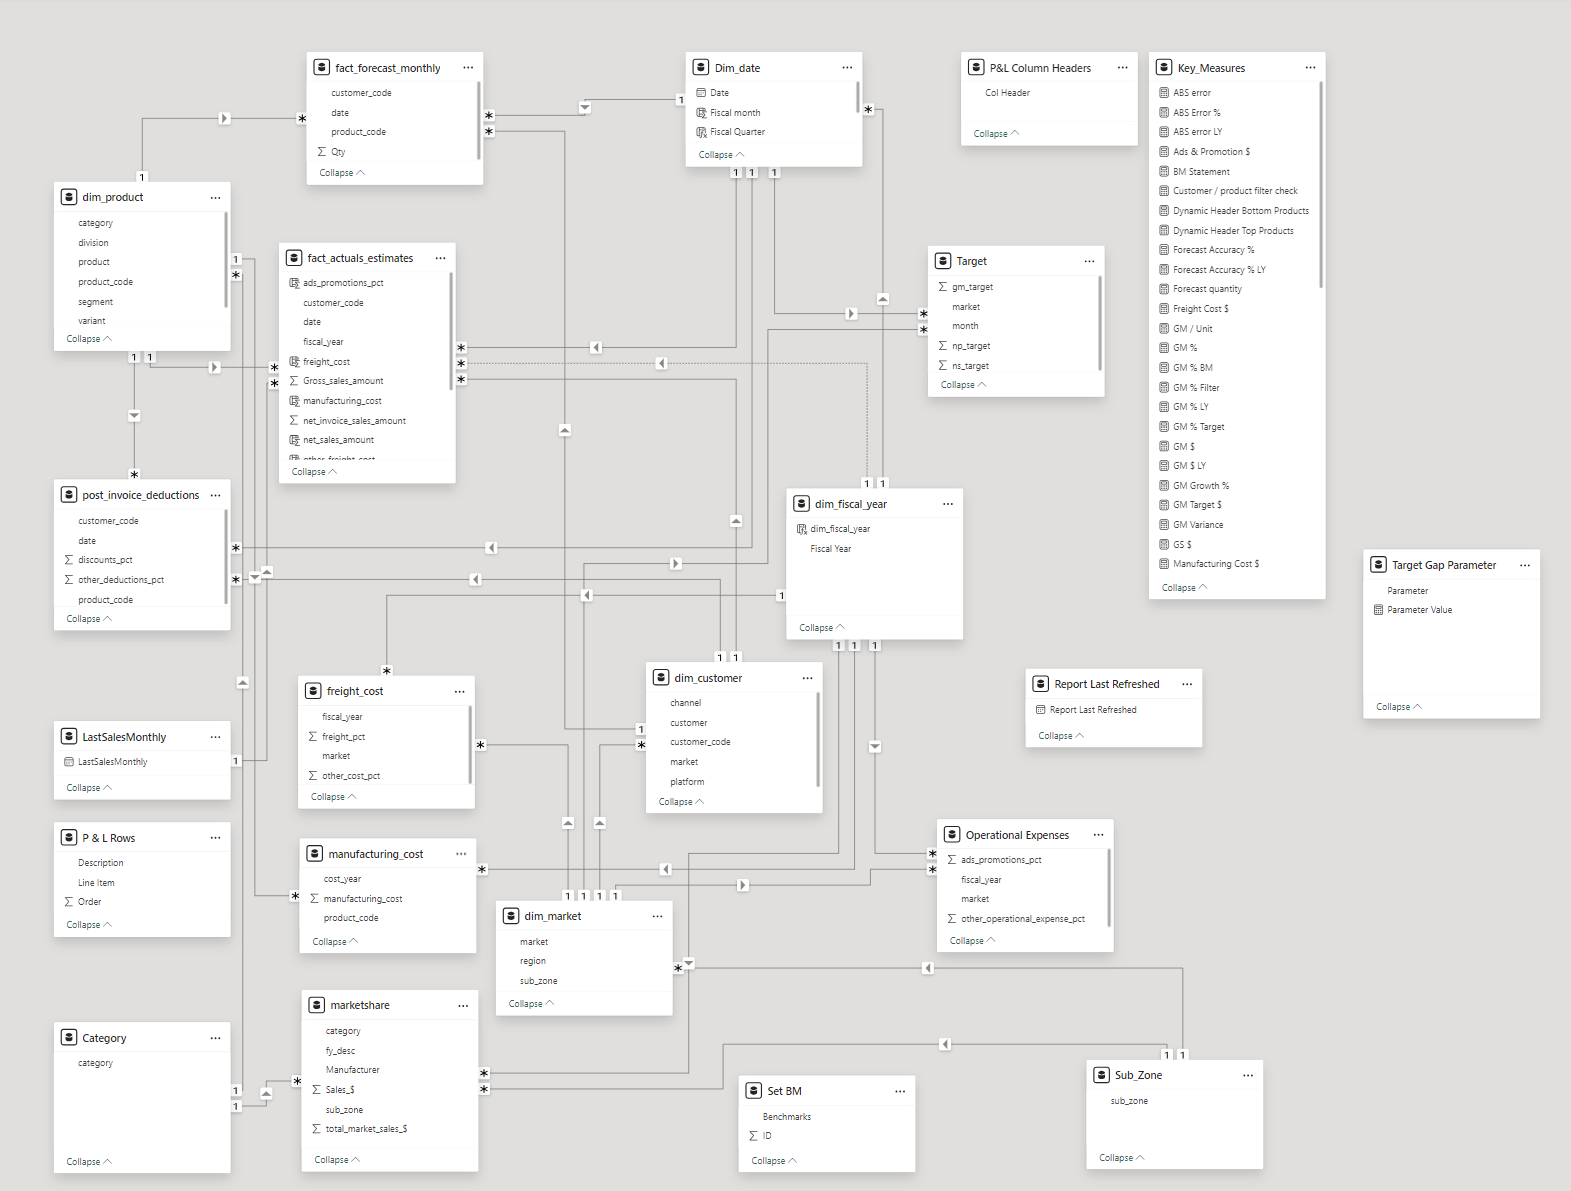 fact_forecast_monthly
customer_code
date
product_code
Qty
Collapse
Dim_date
Date
Fiscal month
Fiscal Quarter
Collapse
P&L Column Headers
Col Header
Collapse
Key_Measures
ABS error
ABS Error %
ABS error LY
Ads & Promotion $
BM Statement
Customer / product filter check
Dynamic Header Bottom Products
Dynamic Header Top Products
Forecast Accuracy %
Forecast Accuracy % LY
Forecast quantity
Freight Cost $
GM / Unit
GM %
GM % BM
GM % Filter
GM % LY
GM % Target
GM $
GM $ LY
GM Growth %
GM Target $
GM Variance
GS $
Manufacturing Cost $
Collapse
dim_product
category
division
product
product_code
segment
variant
Collapse
fact_actuals_estimates
ads_promotions_pct
customer_code
date
fiscal_year
freight_cost
Gross_sales_amount
manufacturing_cost
net_invoice_sales_amount
net_sales_amount
other_freight_cost
Collapse
Target
gm_target
market
month
np_target
ns_target
Collapse
post_invoice_deductions
customer_code
date
discounts_pct
other_deductions_pct
product_code
Collapse
dim_fiscal_year
dim_fiscal_year
Fiscal Year
Collapse
Target Gap Parameter
Parameter
Parameter Value
Collapse
freight_cost
fiscal_year
freight_pct
market
other_cost_pct
Collapse
dim_customer
channel
customer
customer_code
market
platform
Collapse
Report Last Refreshed
Report Last Refreshed
Collapse
LastSalesMonthly
LastSalesMonthly
Collapse
P & L Rows
Description
Line Item
Order
Collapse
manufacturing_cost
cost_year
manufacturing_cost
product_code
Collapse
dim_market
market
region
sub_zone
Collapse
Operational Expenses
ads_promotions_pct
fiscal_year
market
other_operational_expense_pct
Collapse
Category
category
Collapse
marketshare
category
fy_desc
Manufacturer
Sales_$
sub_zone
total_market_sales_$
Collapse
Set BM
Benchmarks
ID
Collapse
Sub_Zone
sub_zone
Collapse